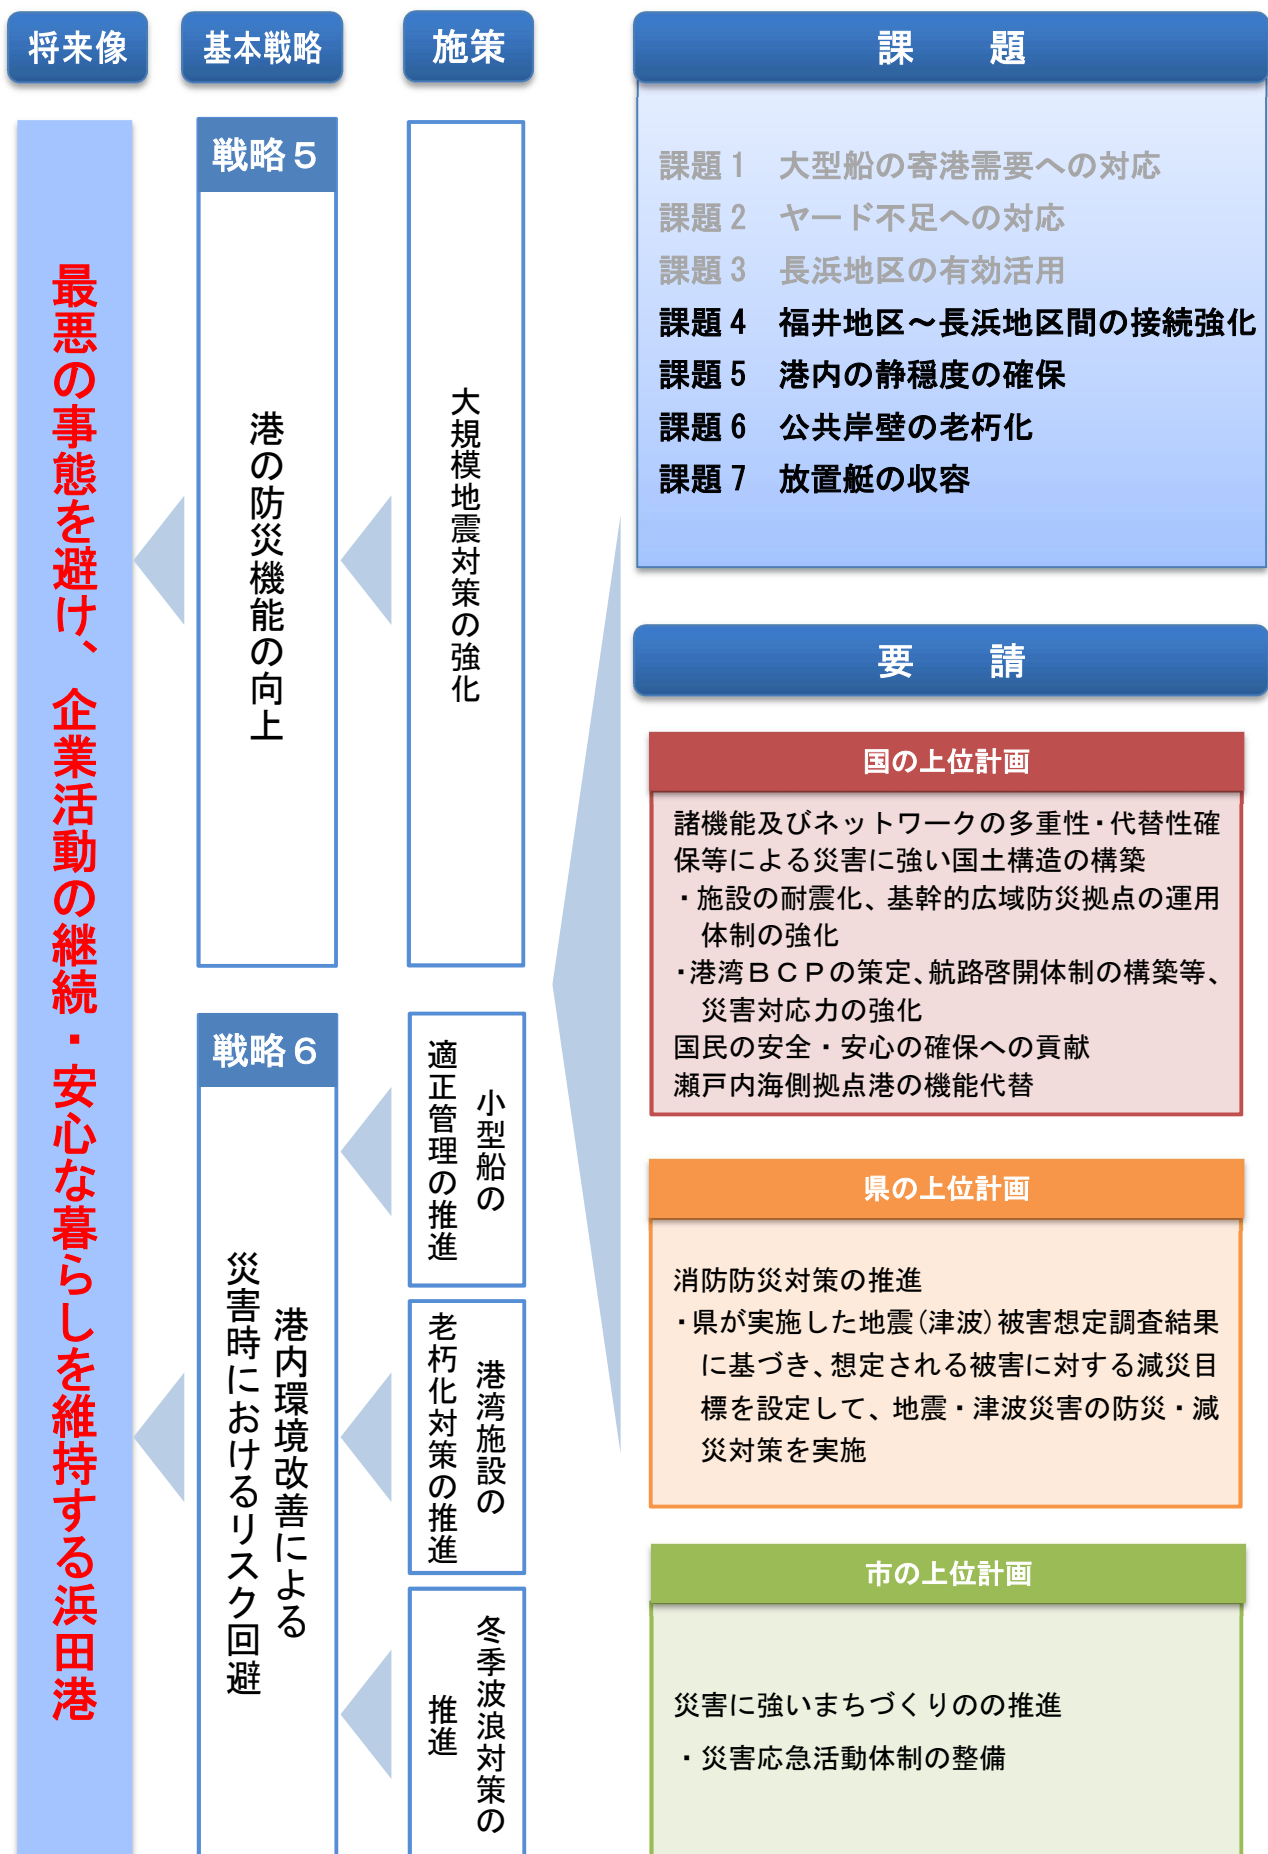 将来像
基本戦略
施策
課　題
最悪の事態を避け、企業活動の継続・安心な暮らしを維持する浜田港
戦略５
港の防災機能の向上
戦略６
港内環境改善による
災害時におけるリスク回避
大規模地震対策の強化
小型船の
適正管理の推進
港湾施設の
老朽化対策の推進
冬季波浪対策の
推進
課題１　大型船の寄港需要への対応
課題２　ヤード不足への対応
課題３　長浜地区の有効活用
課題４　福井地区～長浜地区間の接続強化
課題５　港内の静穏度の確保
課題６　公共岸壁の老朽化
課題７　放置艇の収容
要　請
国の上位計画
諸機能及びネットワークの多重性・代替性確
保等による災害に強い国土構造の構築
・施設の耐震化、基幹的広域防災拠点の運用
体制の強化
・港湾ＢＣＰの策定、航路啓開体制の構築等、
災害対応力の強化
国民の安全・安心の確保への貢献
瀬戸内海側拠点港の機能代替
県の上位計画
消防防災対策の推進
・県が実施した地震(津波)被害想定調査結果
に基づき、想定される被害に対する減災目
標を設定して、地震・津波災害の防災・減
災対策を実施
市の上位計画
災害に強いまちづくりのの推進
・災害応急活動体制の整備